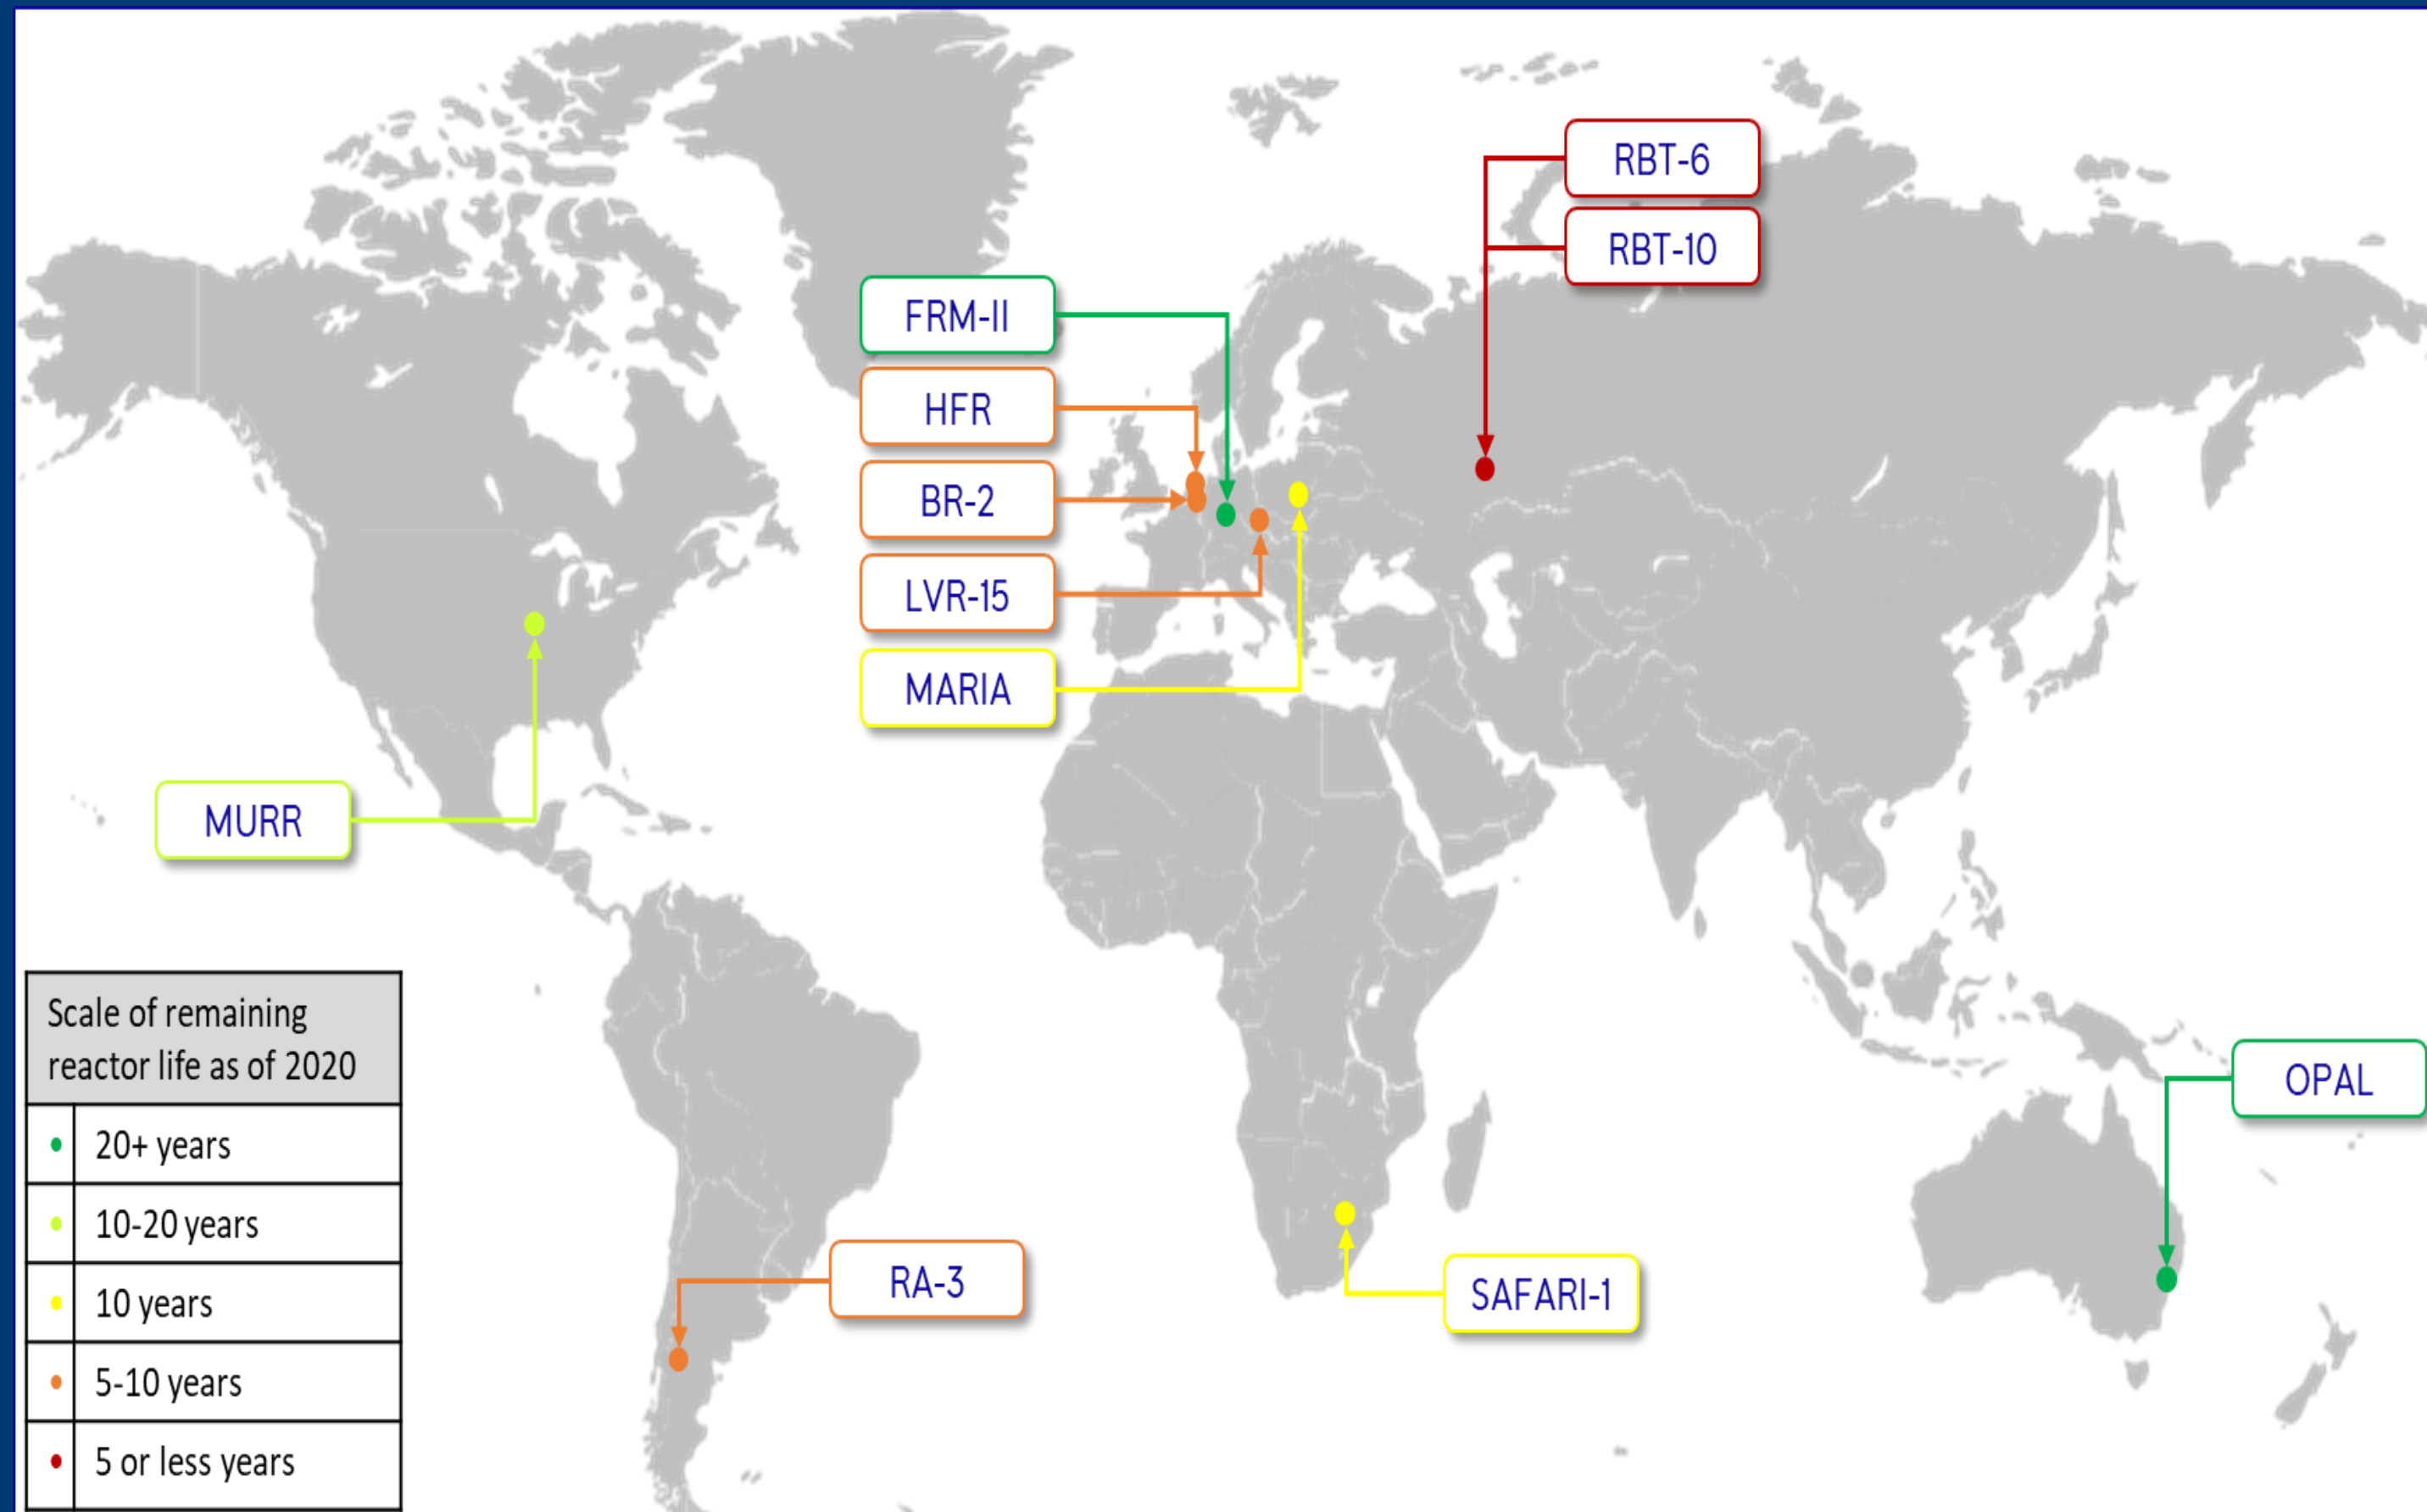 RBT-6
RBT-10
FRM-II
HFR
BR-2
LVR-15
MARIA
MURR
Scale of remaining
reactor life as of 2020
20+ years
10-20 years
10 years
5-10 years
5 or less years
RA-3
SAFARI-1
OPAL